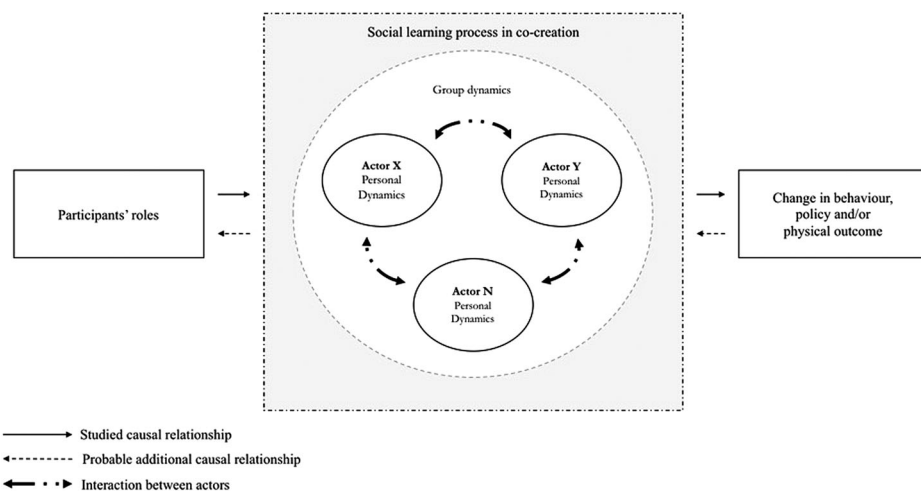 Social learning process in co-creation
Group dynamics
Actor X
Personal
Dynamics
Actor Y
Personal
Dynamics
Participants' roles
Change in behaviour,
policy and/or
physical outcome
Actor N
Personal
Dynamics
Studied causal relationship
Probable additional causal relationship
Interaction between actors